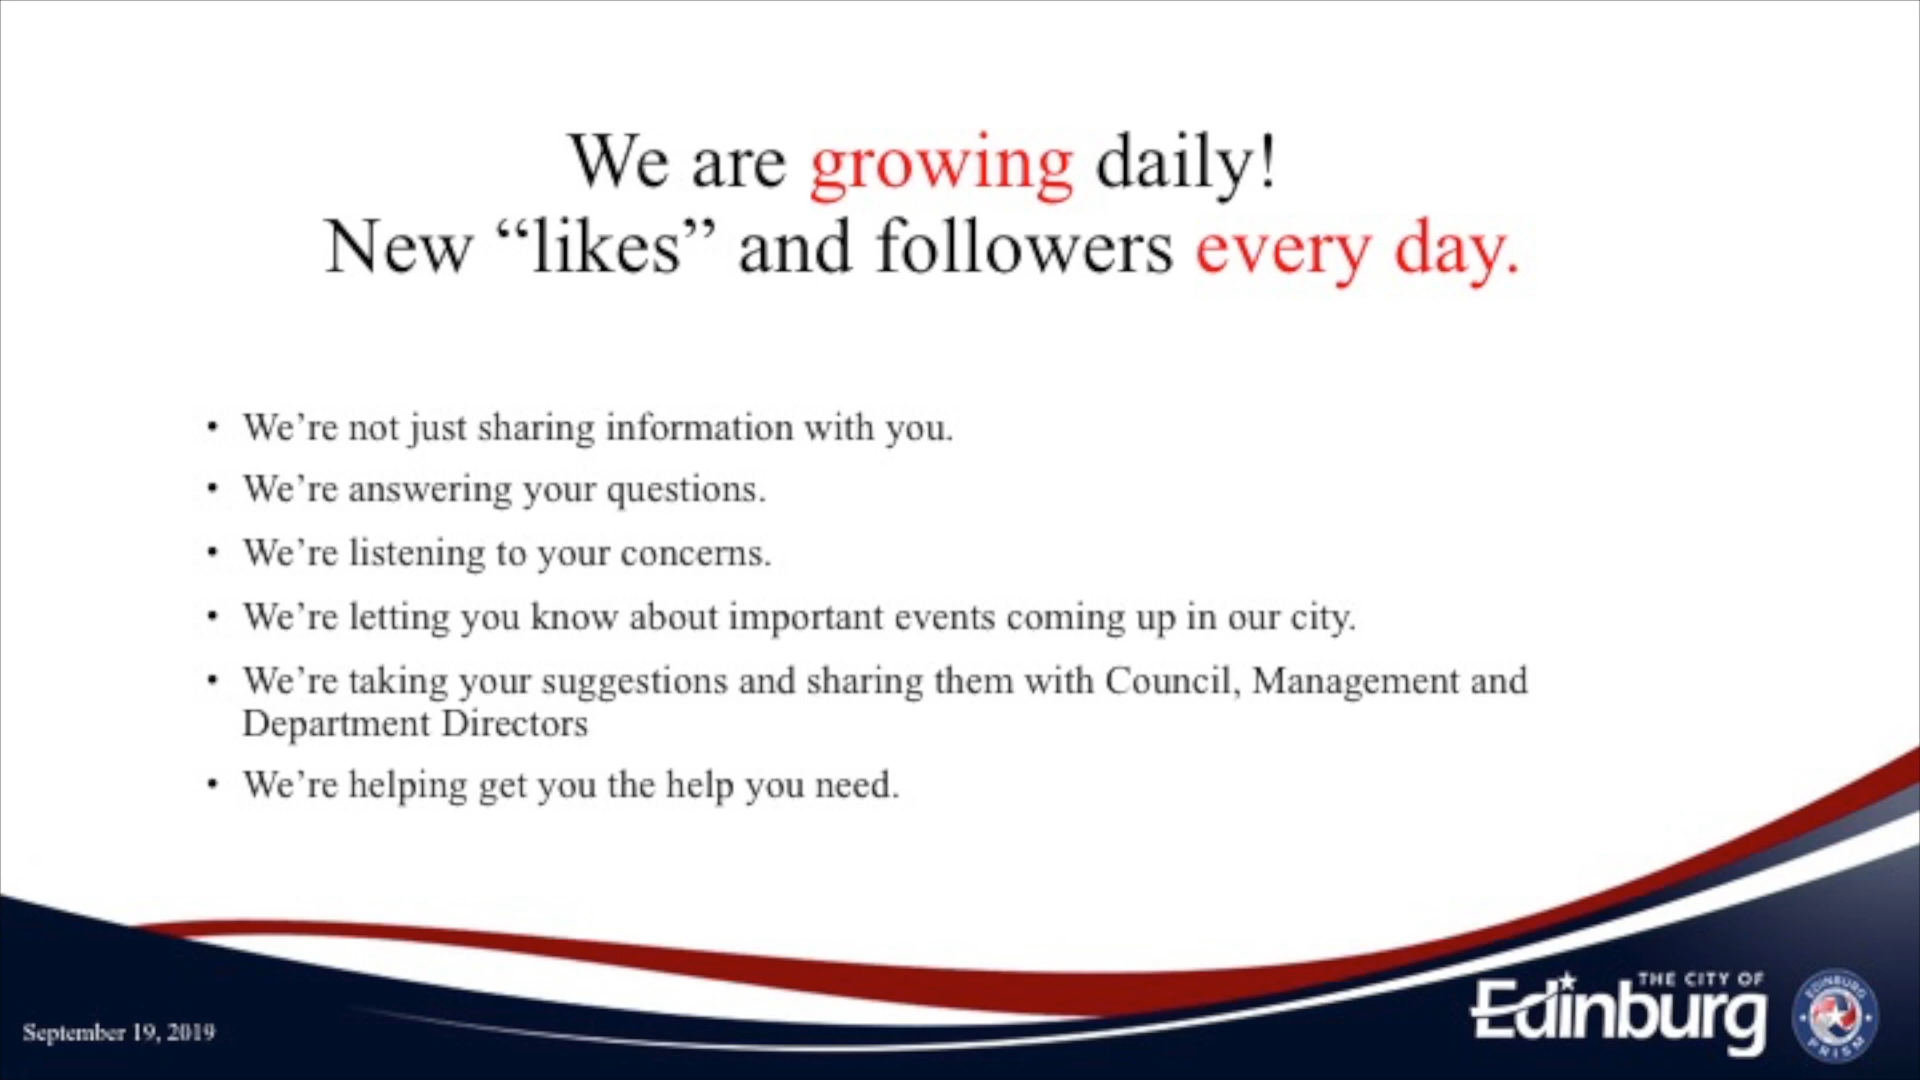 We are growing daily!
New “likes” and followers every day.
• We’re not just sharing information with you.
• We’re answering your questions.
• We’re listening to your concerns.
• We’re letting you know about important events coming up in our city.
• We’re taking your suggestions and sharing them with Council, Management and
Department Directors
• We’re helping get you the help you need.
September 19, 2019
THE CITY OF
Edinburg
EDINBURG
PRISM